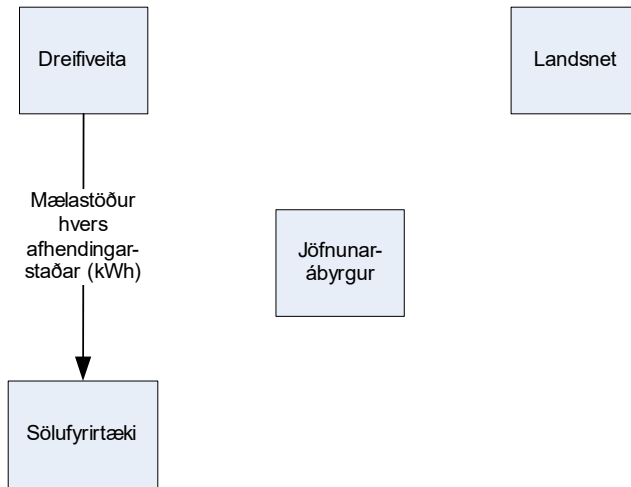 Dreifiveita
Landsnet
Mælastöður
hvers
afhendingar-
staðar (kWh)
Jöfnunar-
ábyrgur
Sölufyrirtæki